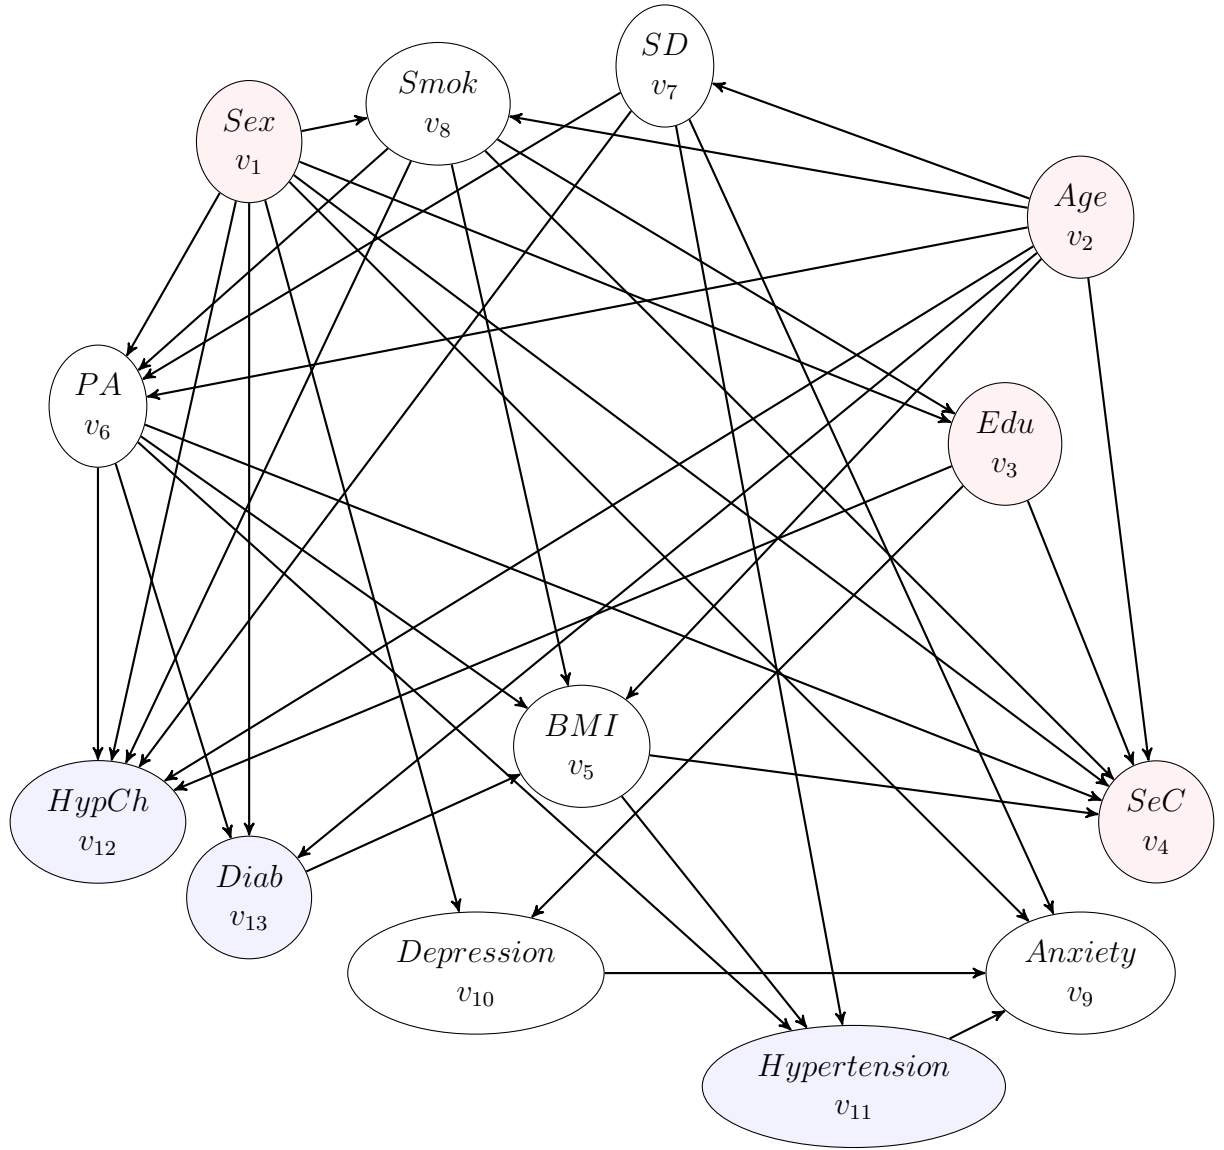 SD
v7
Smok
v8
Sex
v1
Age
v2
PA
v6
Edu
v3
BMI
v5
HypCh
v12
SeC
v4
Diab
v13
Depression
v10
Anxiety
v9
Hypertension
v11